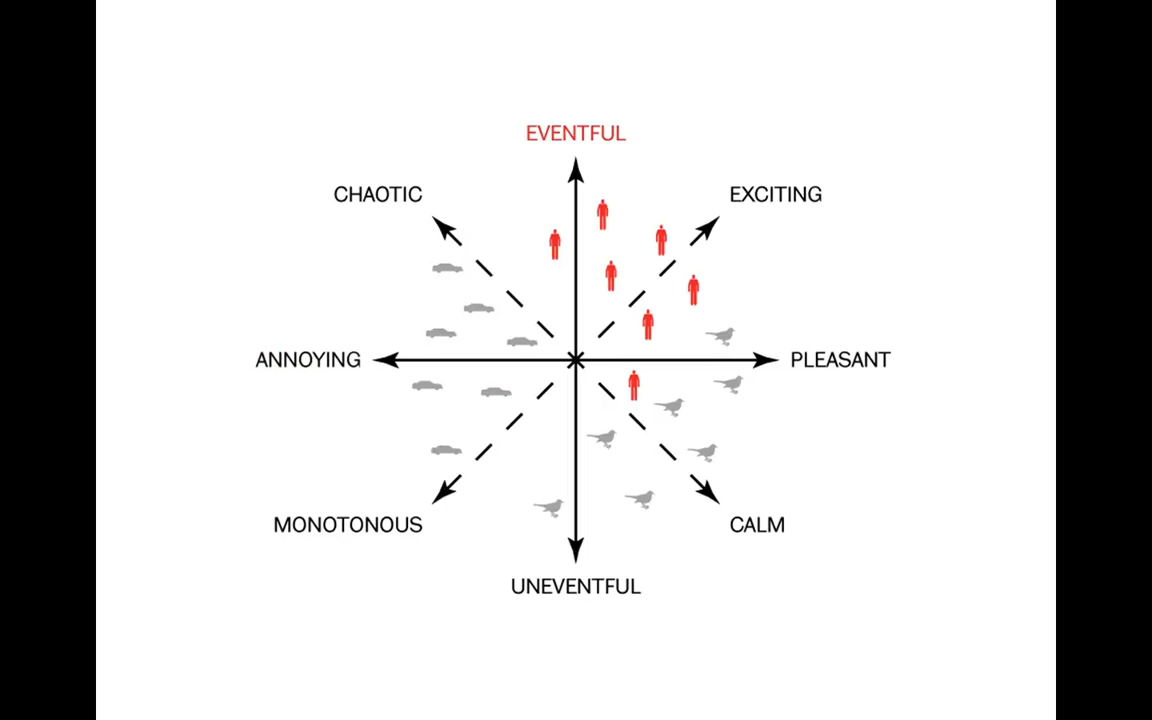 EVENTFUL
CHAOTIC
EXCITING
ANNOYING
PLEASANT
MONOTONOUS
CALM
UNEVENTFUL